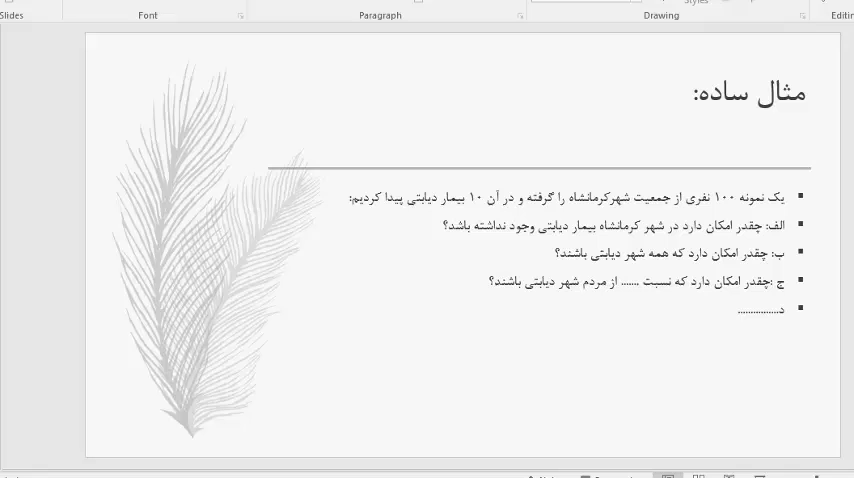 Slides
Font
Paragraph
Drawing
Styles
مثال ساده:
یک نمونه ۱۰۰ نفری از جمعیت شهرکرمانشاه را گرفته و در آن ۱۰ بیمار دیابتی پیدا کردیم:
الف: چقدر امکان دارد در شهر کرمانشاه بیمار دیابتی وجود نداشته باشد؟
ب: چقدر امکان دارد که همه شهر دیابتی باشند؟
ج :چقدر امکان دارد که نسبت ....... از مردم شهر دیابتی باشند؟
د................